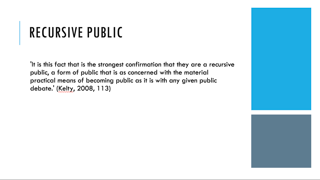 RECURSIVE PUBLIC
'It is this fact that is the strongest confirmation that they are a recursive
public, a form of public that is as concerned with the material
practical means of becoming public as it is with any given public
debate.' (Kelty, 2008, 113)